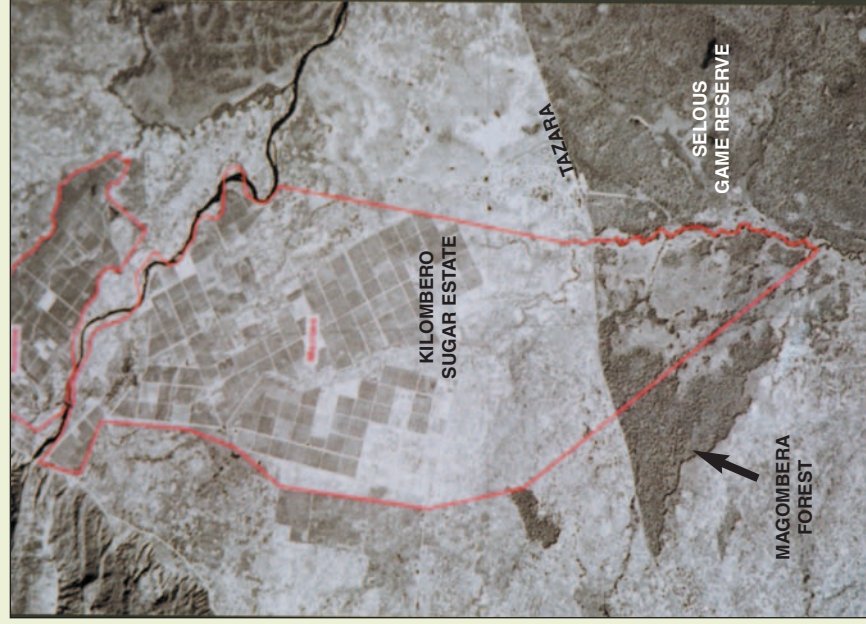 TAZARA
SELOUS
GAME RESERVE
KILOMBERO
SUGAR ESTATE
MAGOMBERA
FOREST